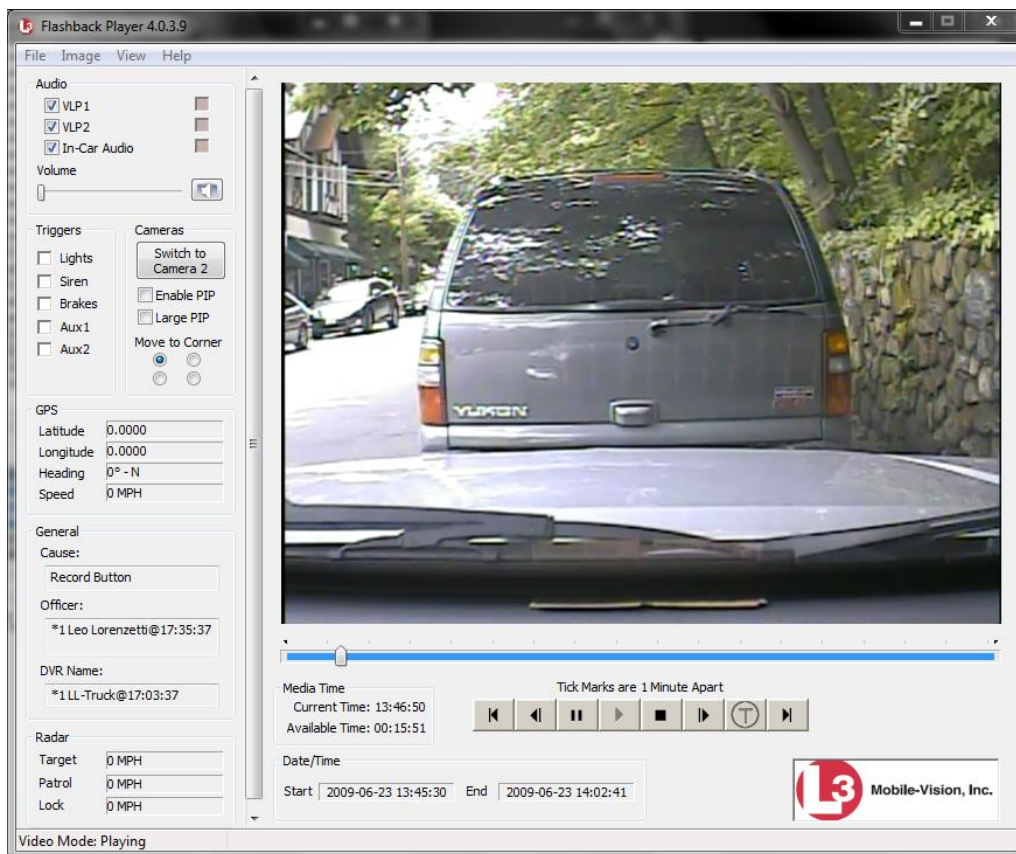 Flashback Player 4.0.3.9
File Image View Help
Audio
VLP1
VLP2
In-Car Audio
Volume
Triggers
Lights
Siren
Brakes
Aux1
Aux2
Cameras
Switch to
Camera 2
Enable PIP
Large PIP
Move to Corner
GPS
Latitude 0.0000
Longitude 0.0000
Heading 0° - N
Speed 0 MPH
General
Cause:
Record Button
Officer:
*1 Leo Lorenzetti@17:35:37
DVR Name:
*1 LL-Truck@17:03:37
Radar
Target 0 MPH
Patrol 0 MPH
Lock 0 MPH
YUKON
Media Time
Current Time: 13:46:50
Available Time: 00:15:51
Tick Marks are 1 Minute Apart
T
Date/Time
Start 2009-06-23 13:45:30 End 2009-06-23 14:02:41
L3 Mobile-Vision, Inc.
Video Mode: Playing